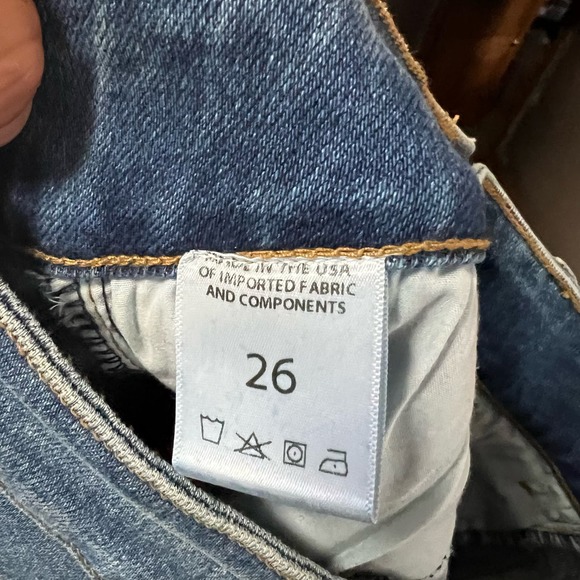 MADE IN THE USA
OF IMPORTED FABRIC
AND COMPONENTS
26